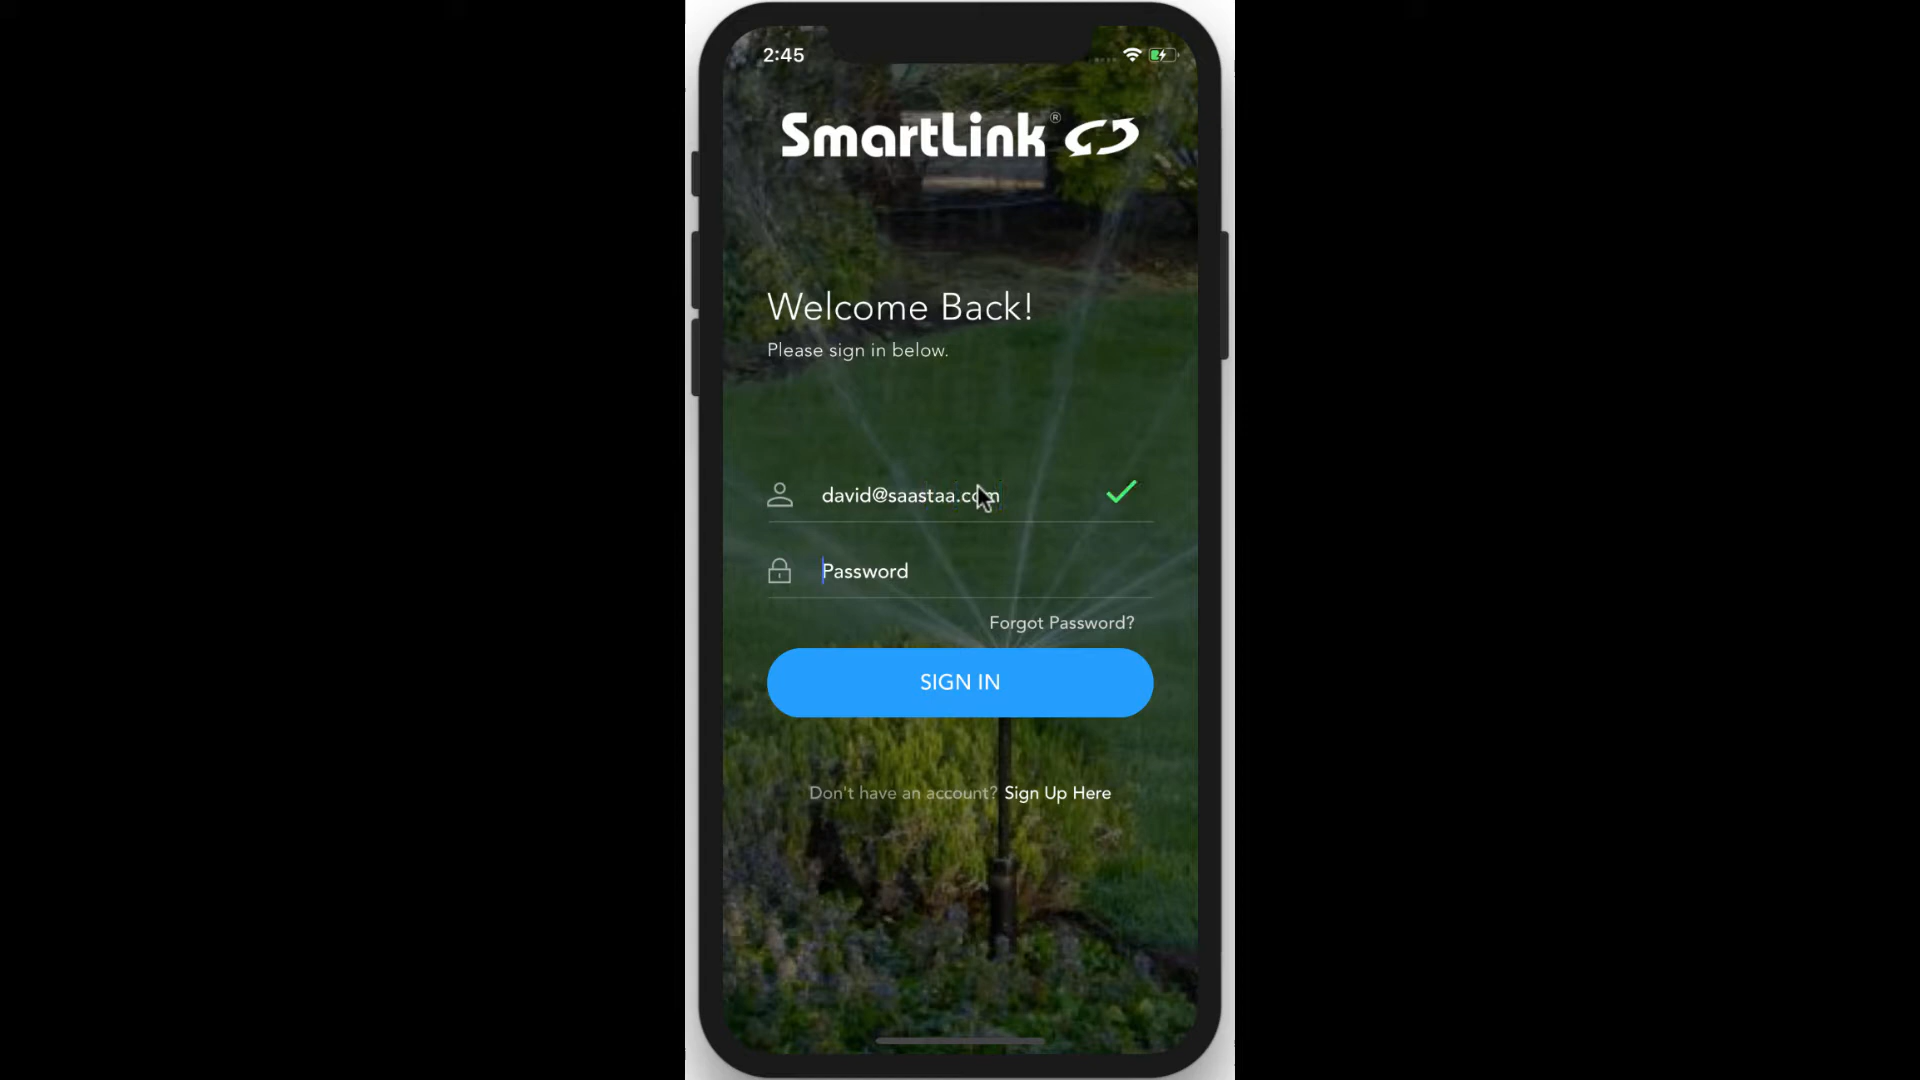 2:45
SmartLink®
Welcome Back!
Please sign in below.
david@saastaa.com
Password
Forgot Password?
SIGN IN
Don't have an account? Sign Up Here